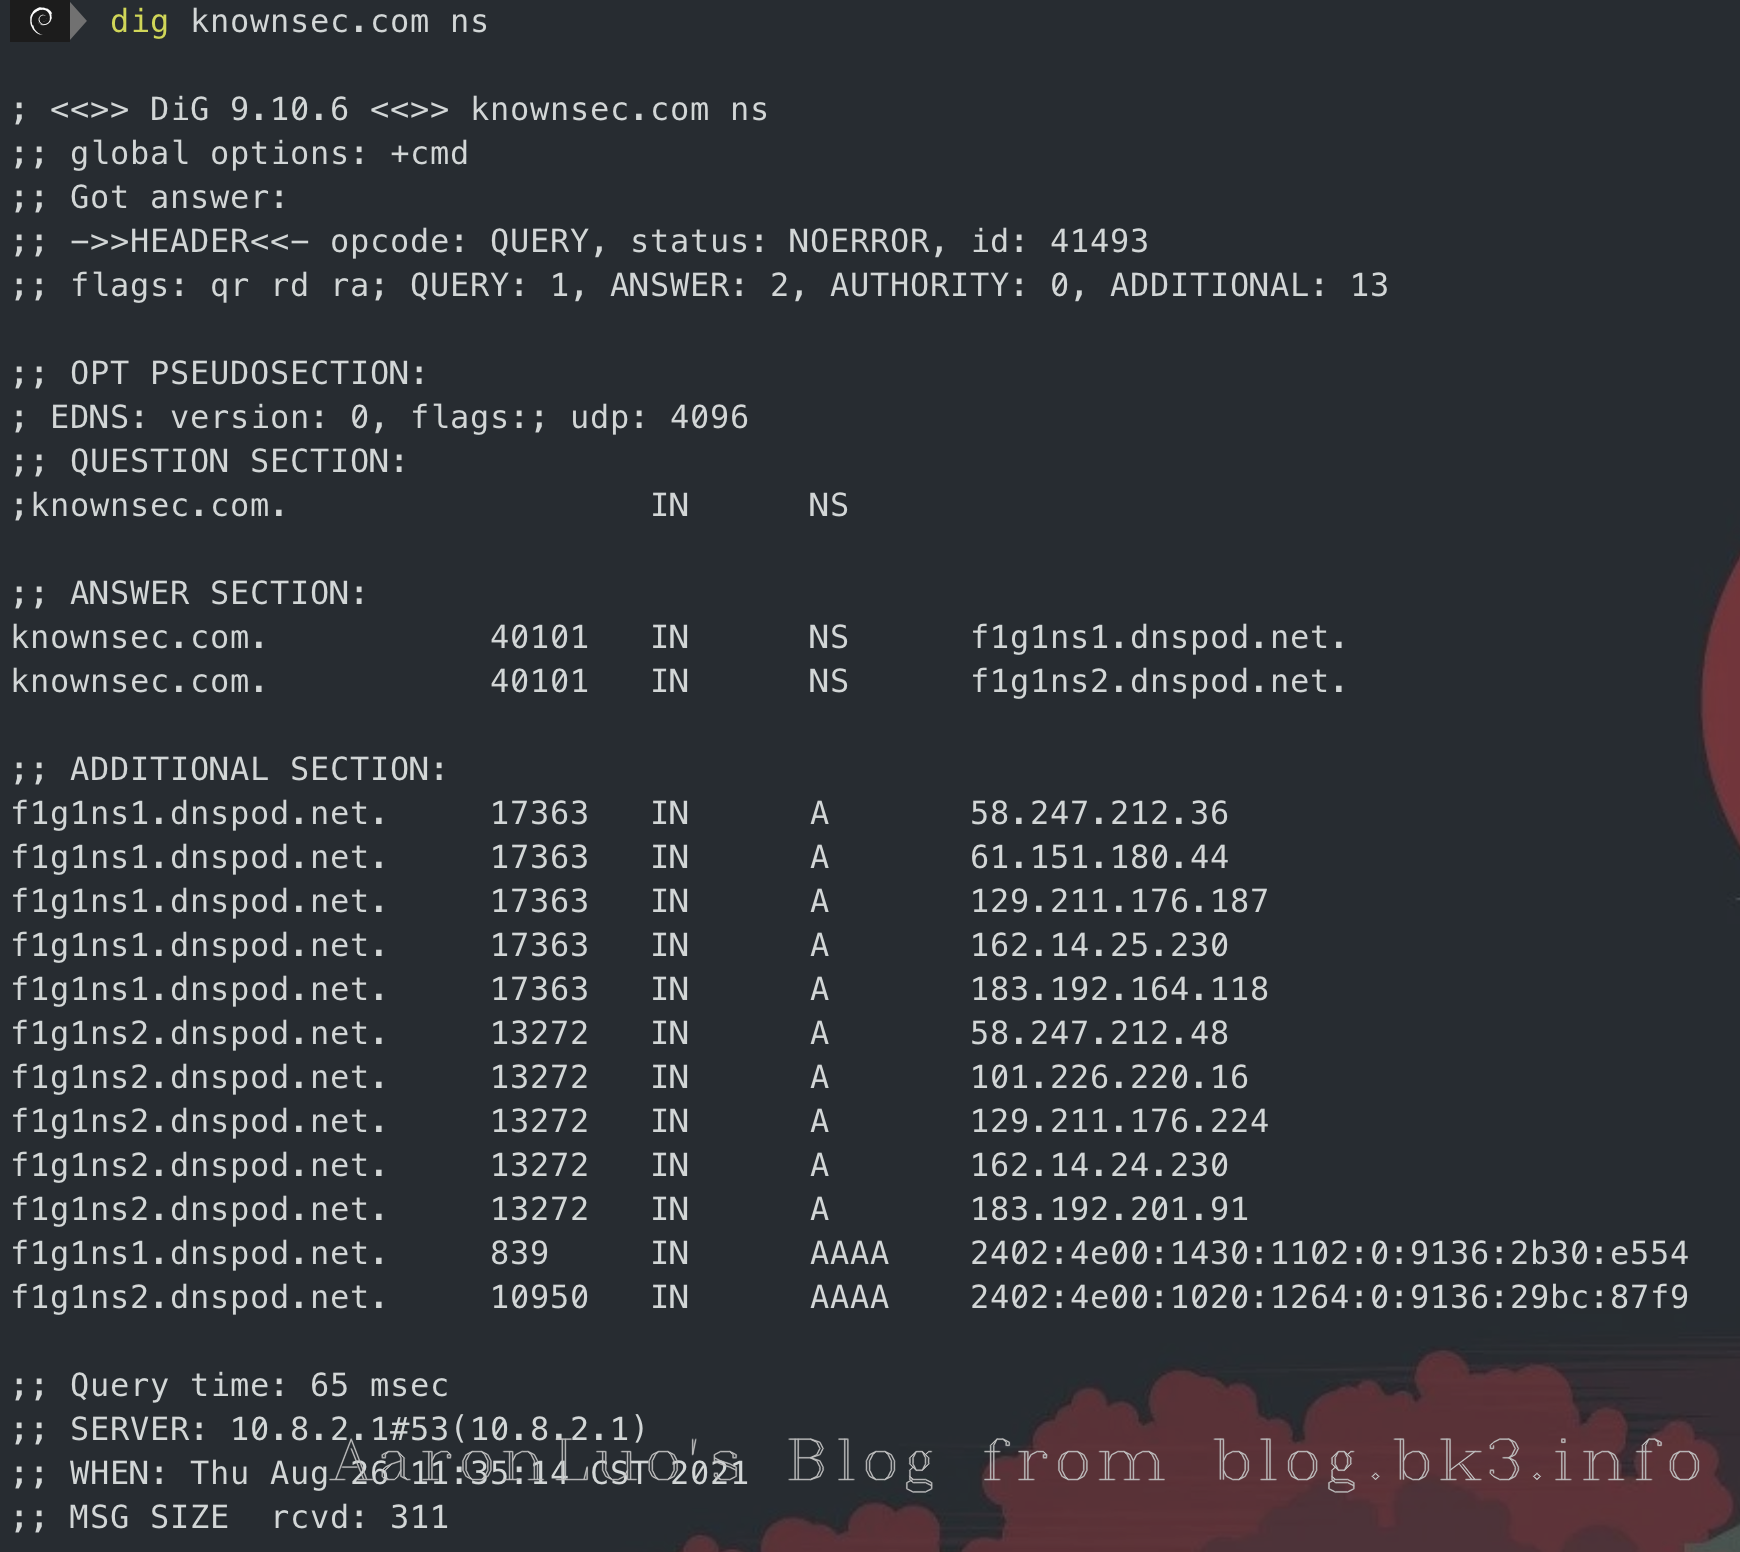 dig knownsec.com ns
; <<>> DiG 9.10.6 <<>> knownsec.com ns
;; global options: +cmd
;; Got answer:
;; ->>HEADER<<- opcode: QUERY, status: NOERROR, id: 41493
;; flags: qr rd ra; QUERY: 1, ANSWER: 2, AUTHORITY: 0, ADDITIONAL: 13
;; OPT PSEUDOSECTION:
; EDNS: version: 0, flags:; udp: 4096
;; QUESTION SECTION:
;knownsec.com. IN NS
;; ANSWER SECTION:
knownsec.com. 40101 IN NS f1g1ns1.dnspod.net.
knownsec.com. 40101 IN NS f1g1ns2.dnspod.net.
;; ADDITIONAL SECTION:
f1g1ns1.dnspod.net. 17363 IN A 58.247.212.36
f1g1ns1.dnspod.net. 17363 IN A 61.151.180.44
f1g1ns1.dnspod.net. 17363 IN A 129.211.176.187
f1g1ns1.dnspod.net. 17363 IN A 162.14.25.230
f1g1ns1.dnspod.net. 17363 IN A 183.192.164.118
f1g1ns2.dnspod.net. 13272 IN A 58.247.212.48
f1g1ns2.dnspod.net. 13272 IN A 101.226.220.16
f1g1ns2.dnspod.net. 13272 IN A 129.211.176.224
f1g1ns2.dnspod.net. 13272 IN A 162.14.24.230
f1g1ns2.dnspod.net. 13272 IN A 183.192.201.91
f1g1ns1.dnspod.net. 839 IN AAAA 2402:4e00:1430:1102:0:9136:2b30:e554
f1g1ns2.dnspod.net. 10950 IN AAAA 2402:4e00:1020:1264:0:9136:29bc:87f9
;; Query time: 65 msec
;; SERVER: 10.8.2.1#53(10.8.2.1)
;; WHEN: Thu Aug 26 11:35:14 CST 2021
AaronLuo's Blog from blog.bk3.info
;; MSG SIZE rcvd: 311